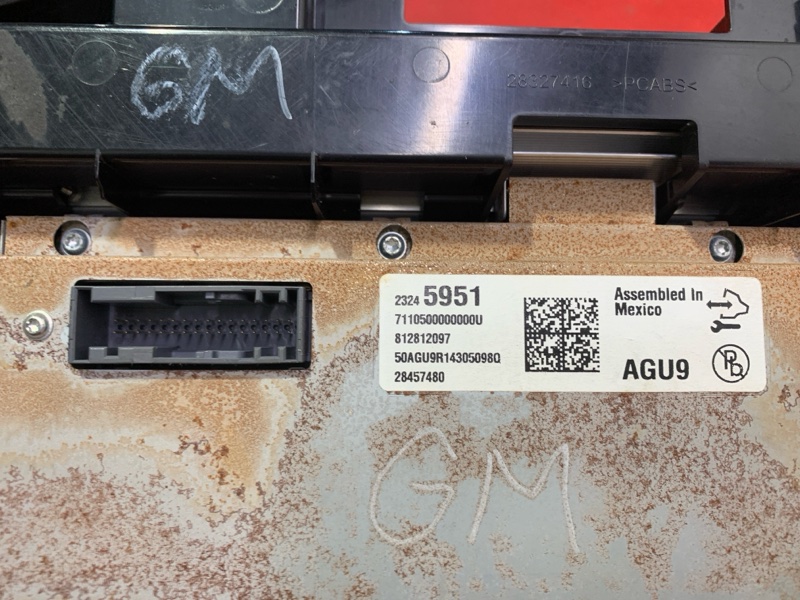 GM
28327416 >PCABS<
2324 5951
7110500000000U
812812097
50AGU9R14305098Q
28457480
Assembled In
Mexico
AGU9
Pb
GM